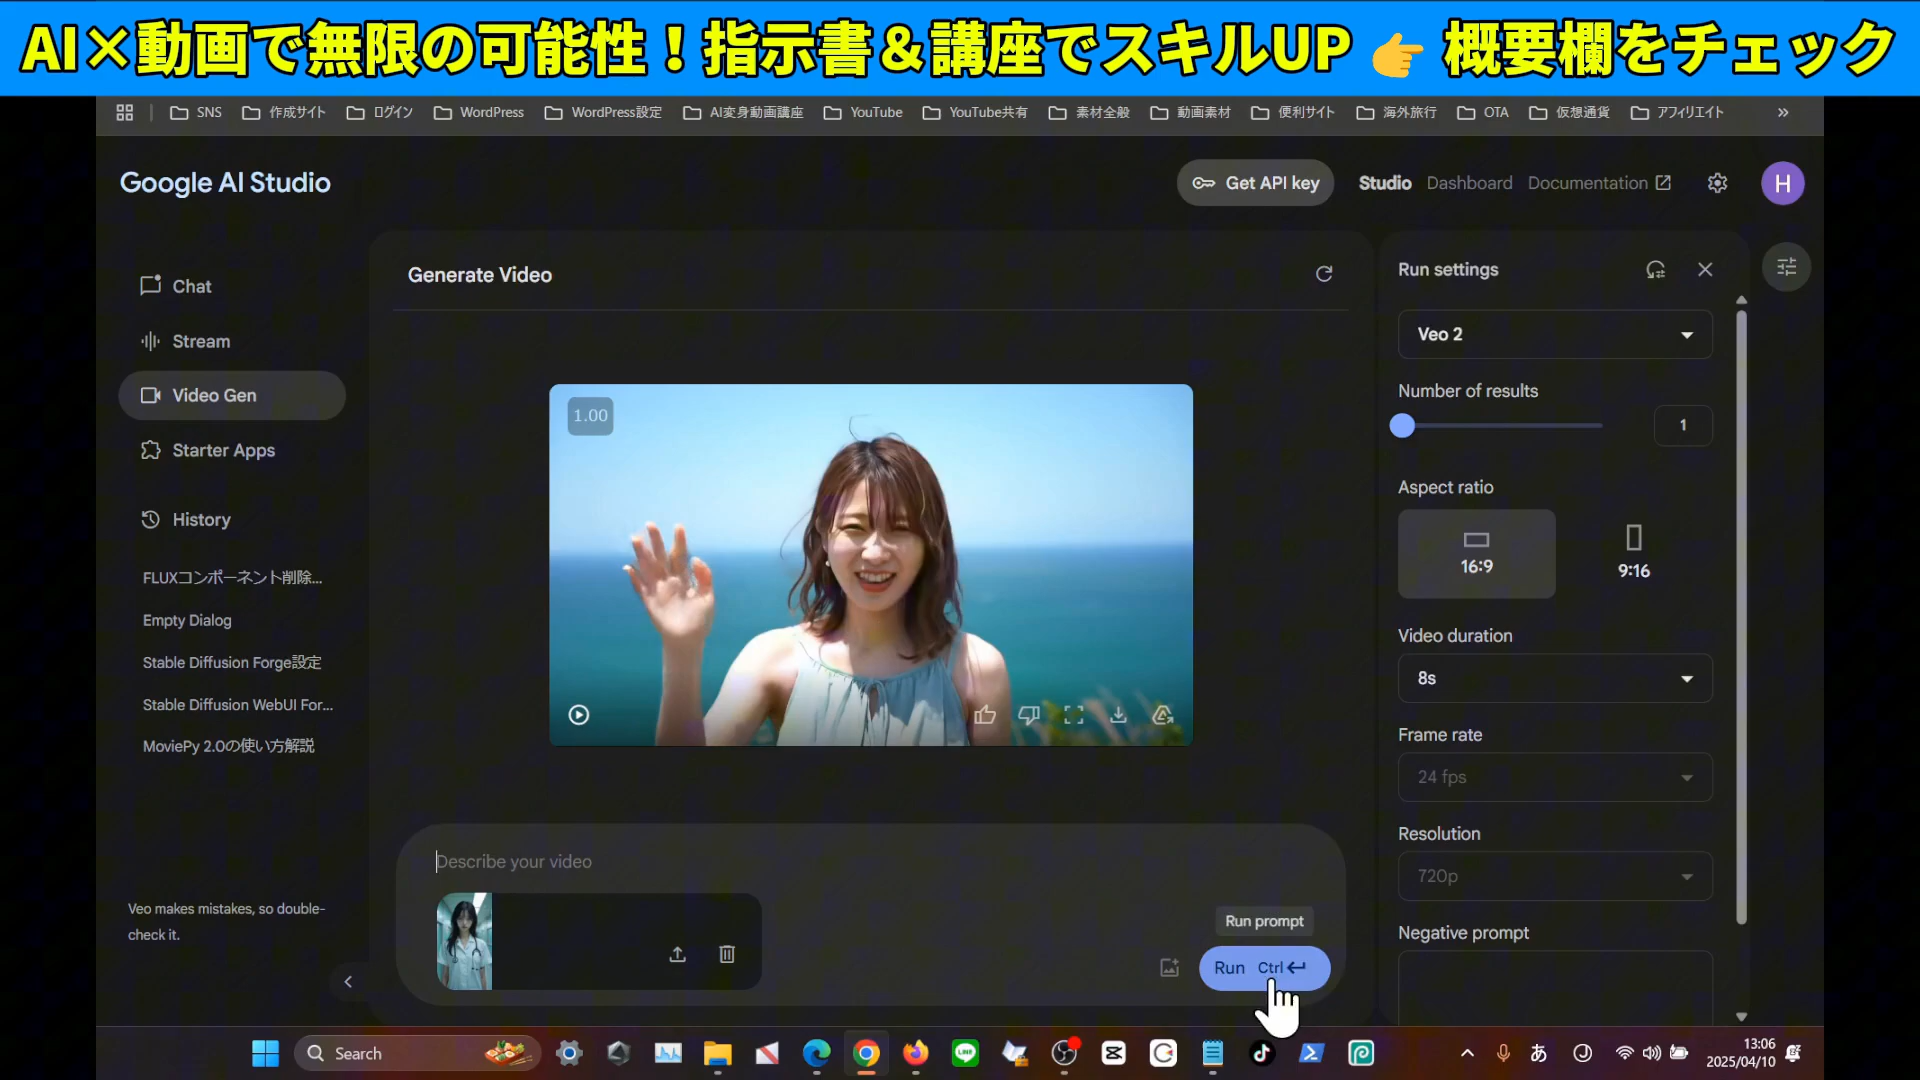 AI×動画で無限の可能性！指示書＆講座でスキルUP 👉 概要欄をチェック
SNS 作成サイト ログイン WordPress WordPress設定 AI変身動画講座 YouTube YouTube共有 素材全般 動画素材 便利サイト 海外旅行 OTA 仮想通貨 アフィリエイト »
Google AI Studio
Get API key Studio Dashboard Documentation
H
Chat
Stream
Video Gen
Starter Apps
History
FLUXコンポーネント削除...
Empty Dialog
Stable Diffusion Forge設定
Stable Diffusion WebUI For...
MoviePy 2.0の使い方解説
Veo makes mistakes, so double-
check it.
Generate Video
1.00
Describe your video
Run prompt
Run Ctrl
Run settings
Veo 2
Number of results
1
Aspect ratio
16:9
9:16
Video duration
8s
Frame rate
24 fps
Resolution
720p
Negative prompt
Search
LINE
あ
13:06
2025/04/10